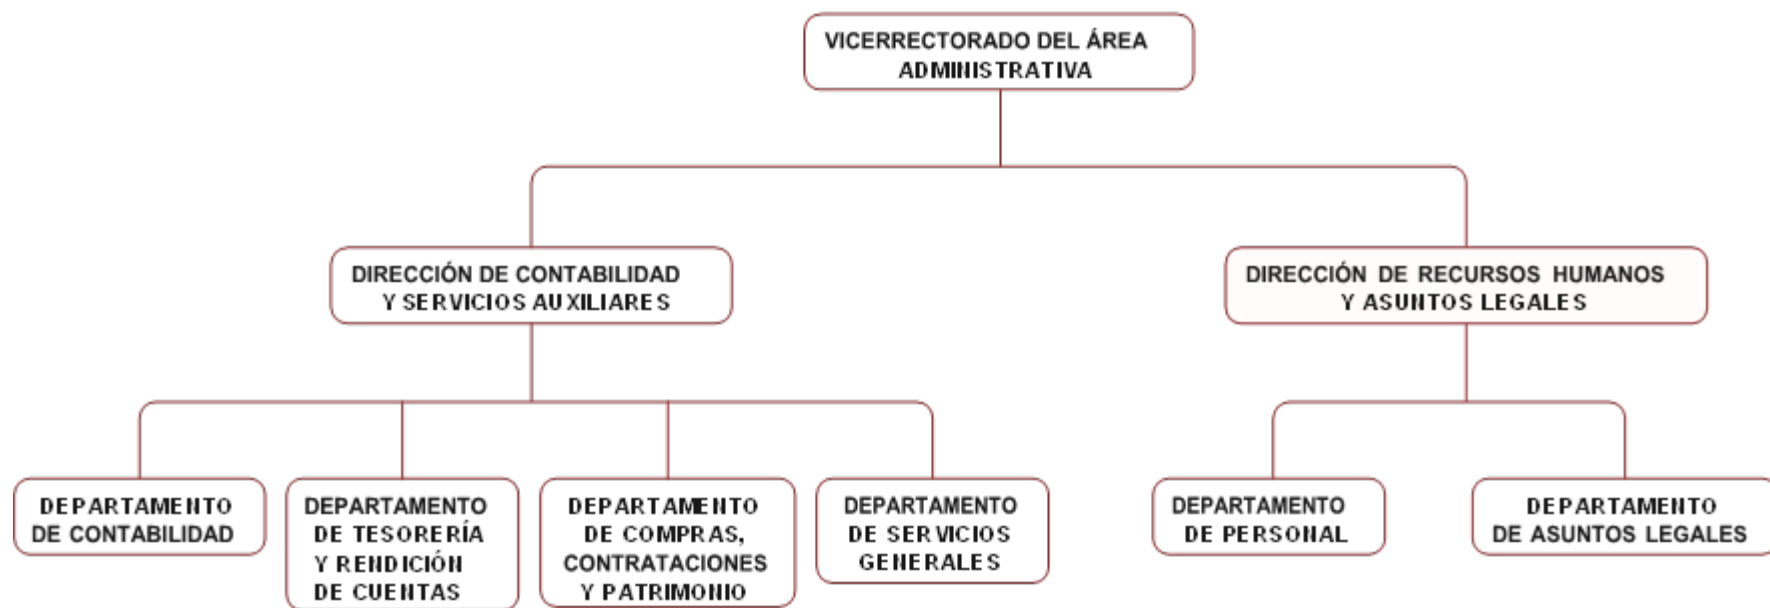 VICERRECTORADO DEL ÁREA
ADMINISTRATIVA
DIRECCIÓN DE CONTABILIDAD
Y SERVICIOS AUXILIARES
DIRECCIÓN DE RECURSOS HUMANOS
Y ASUNTOS LEGALES
DEPARTAMENTO
DE CONTABILIDAD
DEPARTAMENTO
DE TESORERÍA
Y RENDICIÓN
DE CUENTAS
DEPARTAMENTO
DE COMPRAS,
CONTRATACIONES
Y PATRIMONIO
DEPARTAMENTO
DE SERVICIOS
GENERALES
DEPARTAMENTO
DE PERSONAL
DEPARTAMENTO
DE ASUNTOS LEGALES